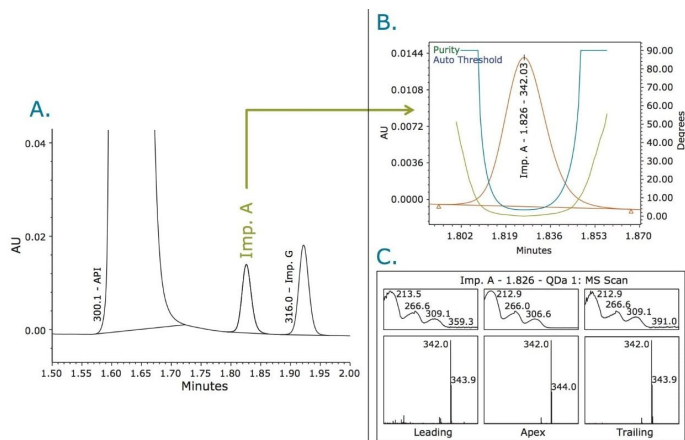 A.
0.04
0.02
0.00
AU
300.1 - API
Imp. A
316.0 – Imp. G
1.50 1.55 1.60 1.65 1.70 1.75 1.80 1.85 1.90 1.95 2.00
Minutes
B.
Purity
Auto Threshold
0.0144
0.0108
0.0072
0.0036
0.0000
AU
Imp. A - 1.826 - 342.03
90.00
80.00
70.00
60.00
50.00
40.00
30.00
20.00
10.00
0.00
Degrees
1.802 1.819 1.836 1.853 1.870
Minutes
C.
Imp. A - 1.826 - QDa 1: MS Scan
213.5
266.6
309.1
359.3
212.9
266.0
306.6
212.9
266.6
309.1
391.0
342.0
343.9
342.0
344.0
342.0
343.9
Leading Apex Trailing